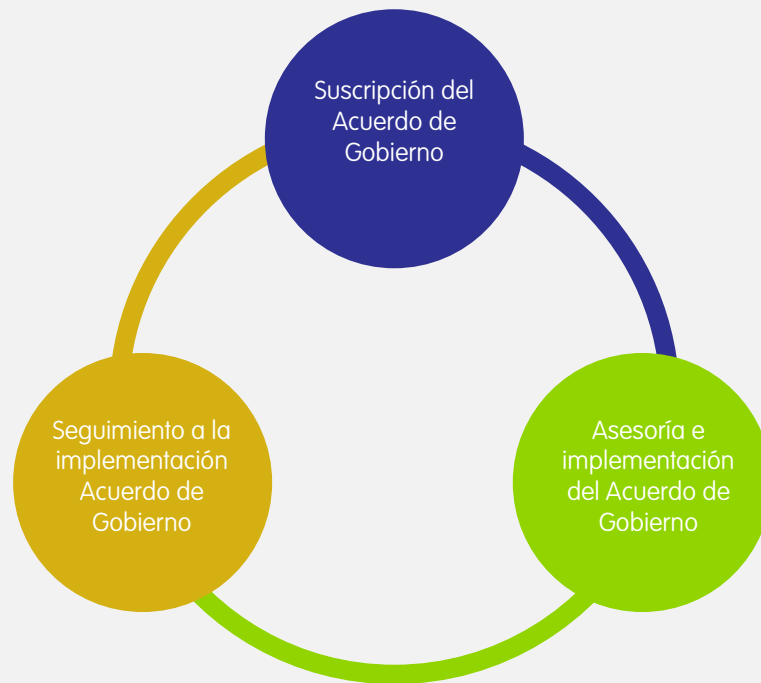 Suscripción del
Acuerdo de
Gobierno
Seguimiento a la
implementación
Acuerdo de
Gobierno
Asesoría e
implementación
del Acuerdo de
Gobierno